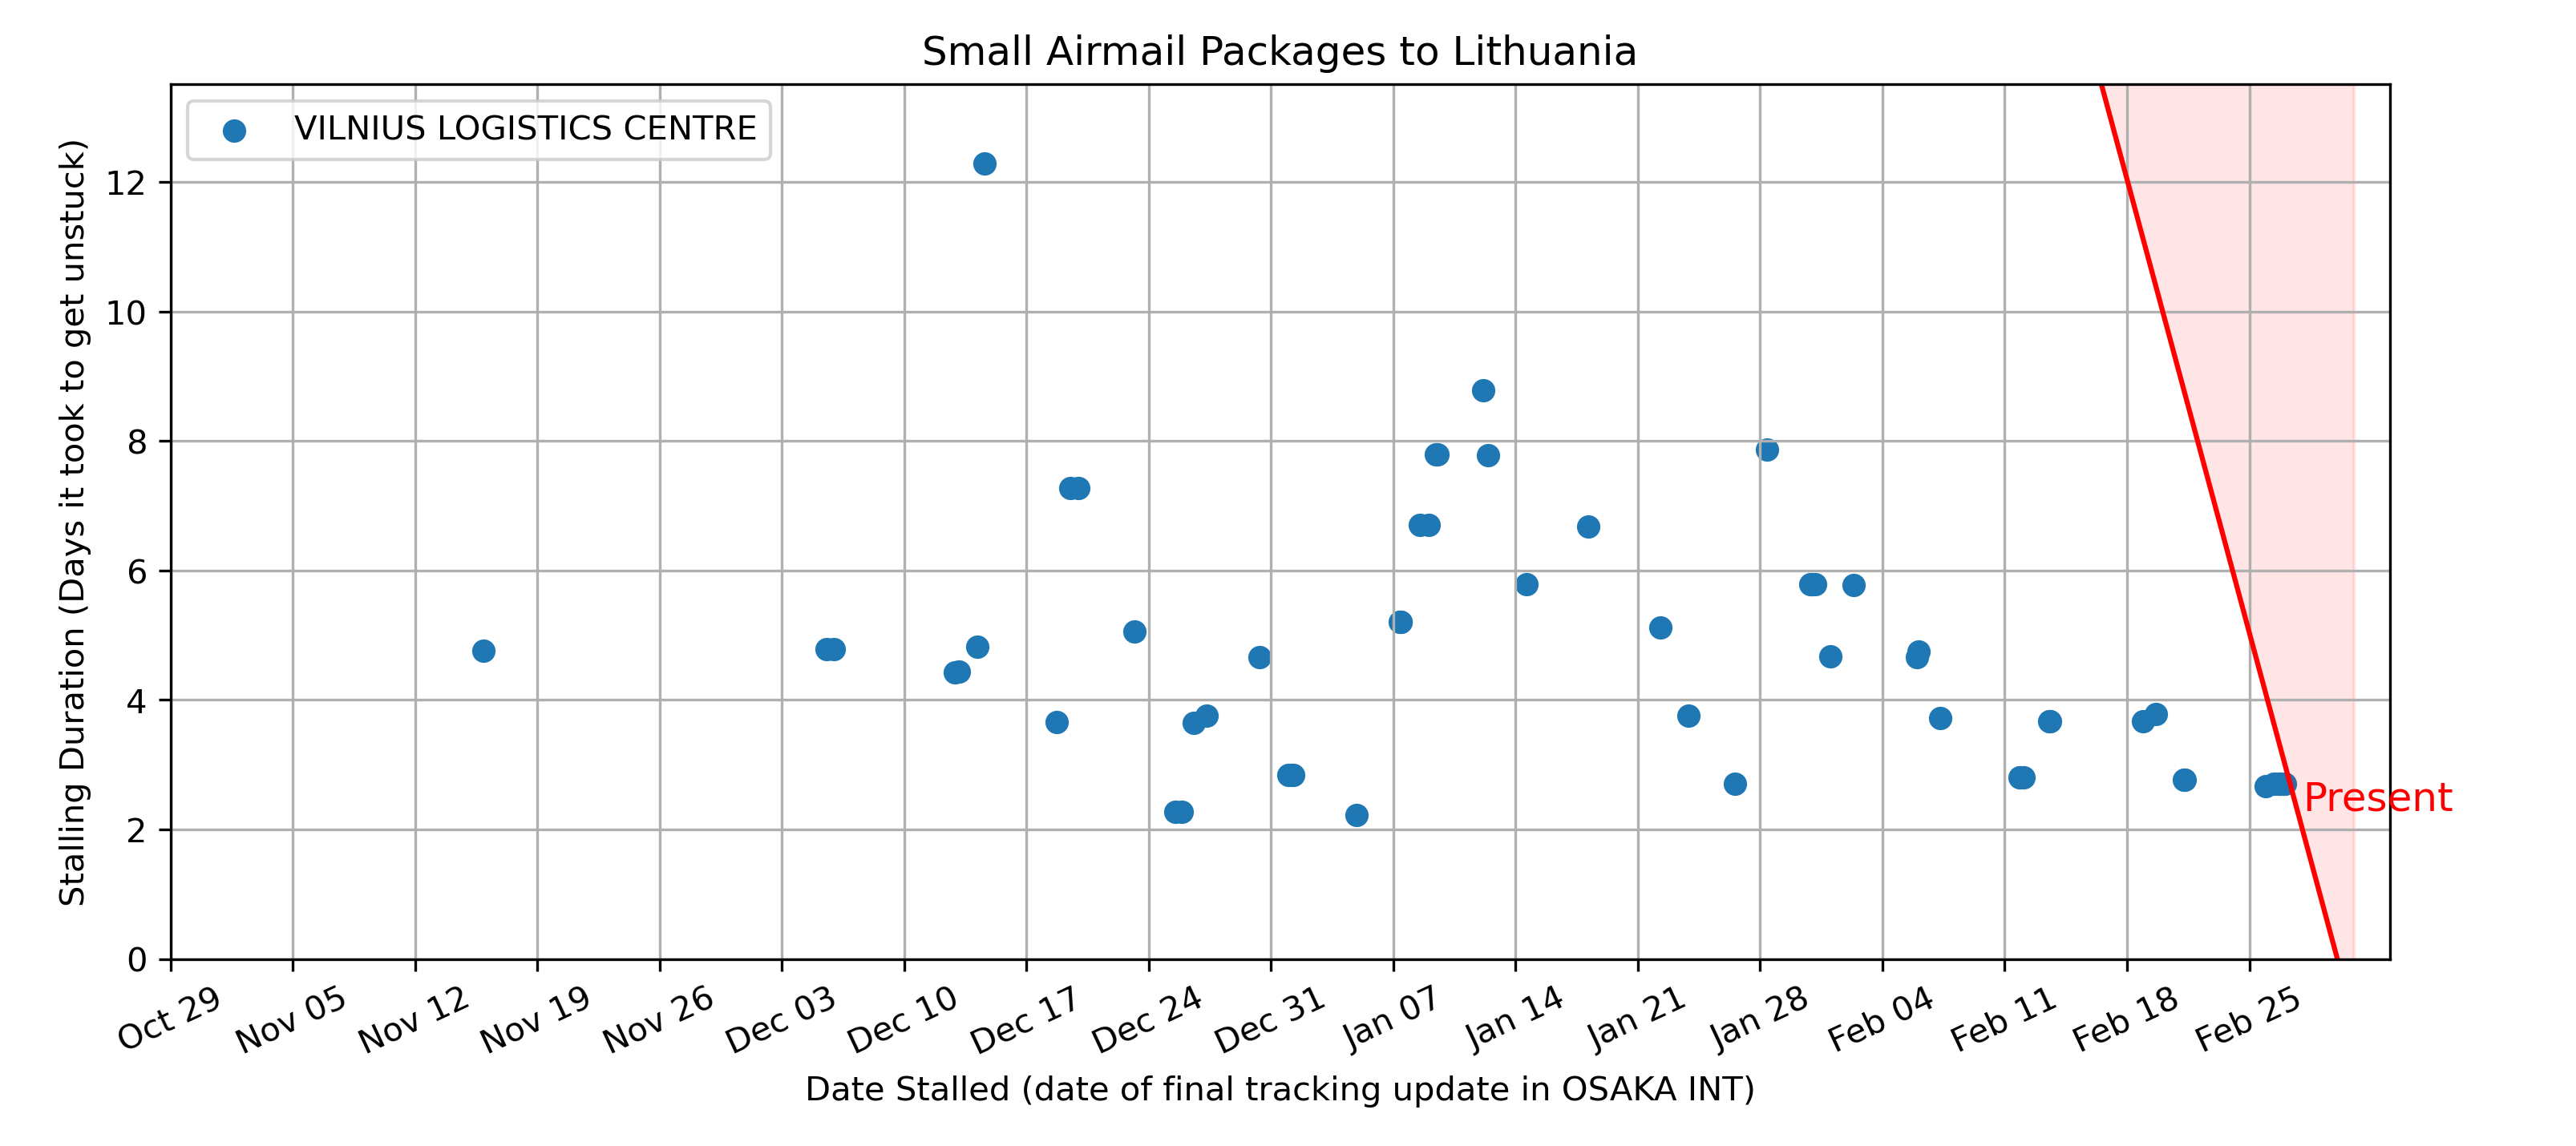 Small Airmail Packages to Lithuania
VILNIUS LOGISTICS CENTRE
Stalling Duration (Days it took to get unstuck)
12
10
8
6
4
2
0
Present
Oct 29
Nov 05
Nov 12
Nov 19
Nov 26
Dec 03
Dec 10
Dec 17
Dec 24
Dec 31
Jan 07
Jan 14
Jan 21
Jan 28
Feb 04
Feb 11
Feb 18
Feb 25
Date Stalled (date of final tracking update in OSAKA INT)